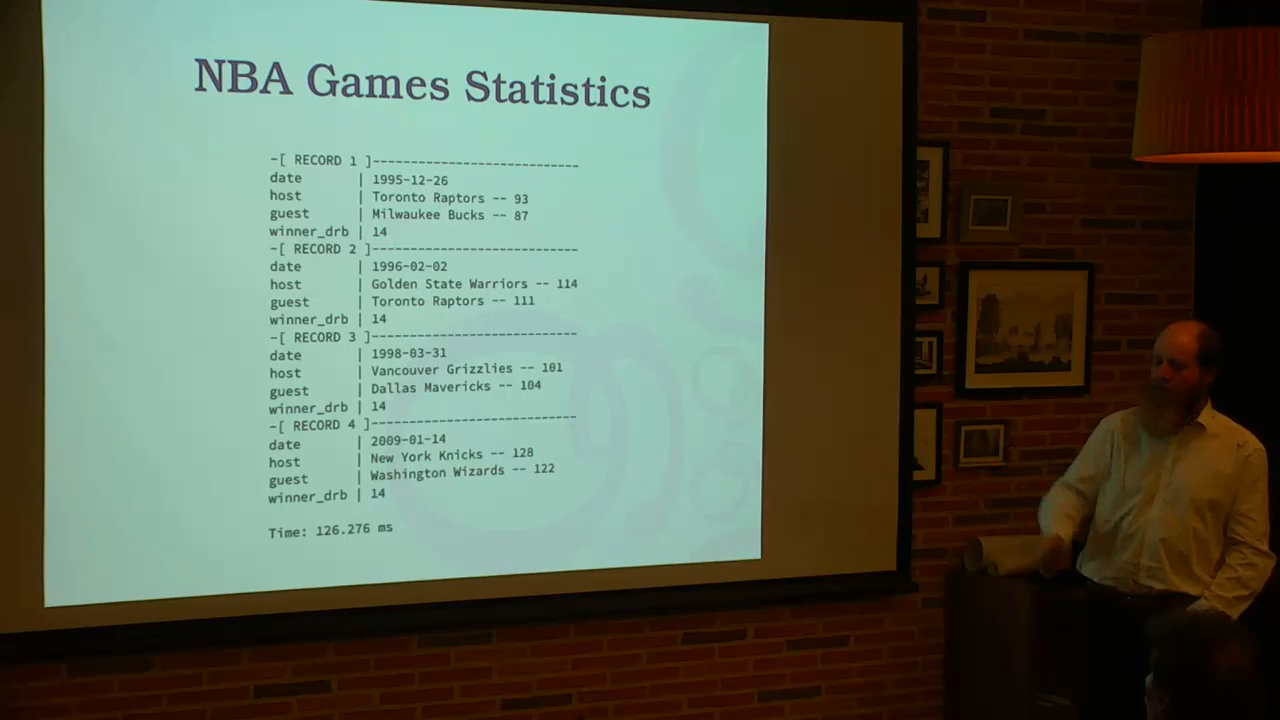 NBA Games Statistics
-[ RECORD 1 ]---------------------------
date | 1995-12-26
host | Toronto Raptors -- 93
guest | Milwaukee Bucks -- 87
winner_drb | 14
-[ RECORD 2 ]---------------------------
date | 1996-02-02
host | Golden State Warriors -- 114
guest | Toronto Raptors -- 111
winner_drb | 14
-[ RECORD 3 ]---------------------------
date | 1998-03-31
host | Vancouver Grizzlies -- 101
guest | Dallas Mavericks -- 104
winner_drb | 14
-[ RECORD 4 ]---------------------------
date | 2009-01-14
host | New York Knicks -- 128
guest | Washington Wizards -- 122
winner_drb | 14
Time: 126.276 ms